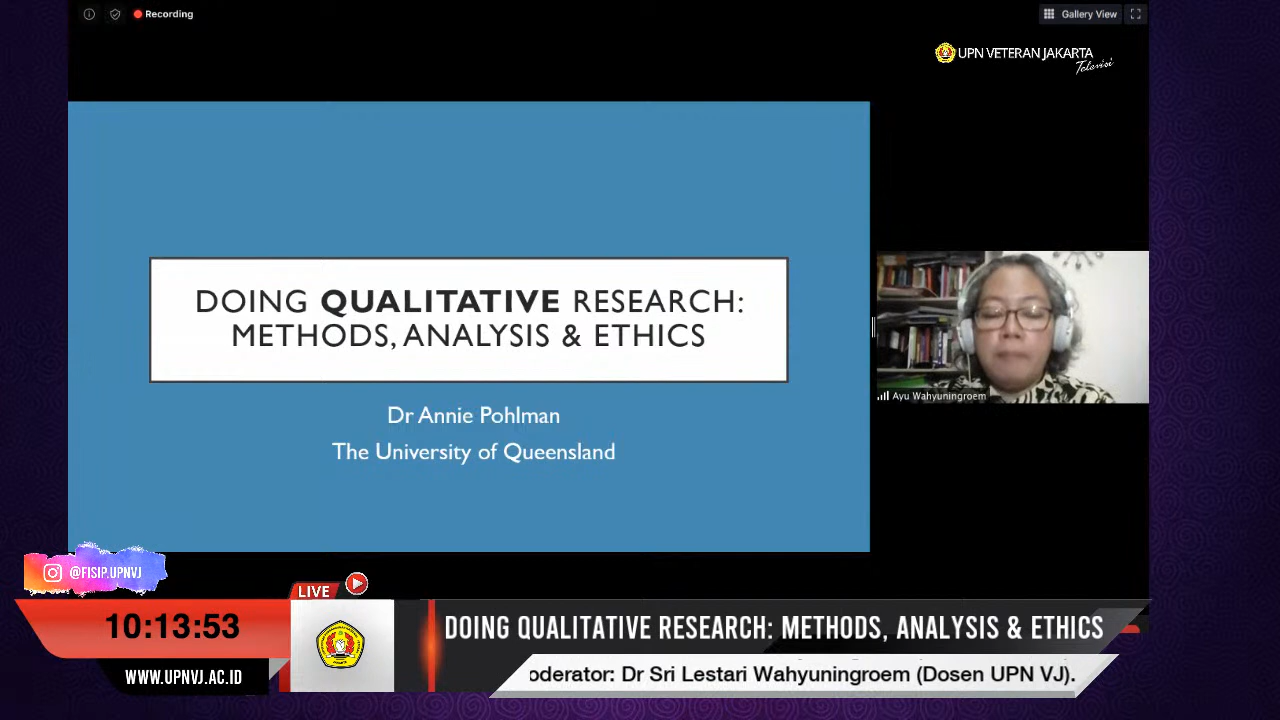 Recording
Gallery View
UPN VETERAN JAKARTA
Televisi
DOING QUALITATIVE RESEARCH:
METHODS, ANALYSIS & ETHICS
Dr Annie Pohlman
The University of Queensland
Ayu Wahyuningroem
@FISIP.UPNVJ
LIVE
10:13:53
DOING QUALITATIVE RESEARCH: METHODS, ANALYSIS & ETHICS
WWW.UPNVJ.AC.ID
oderator: Dr Sri Lestari Wahyuningroem (Dosen UPN VJ).